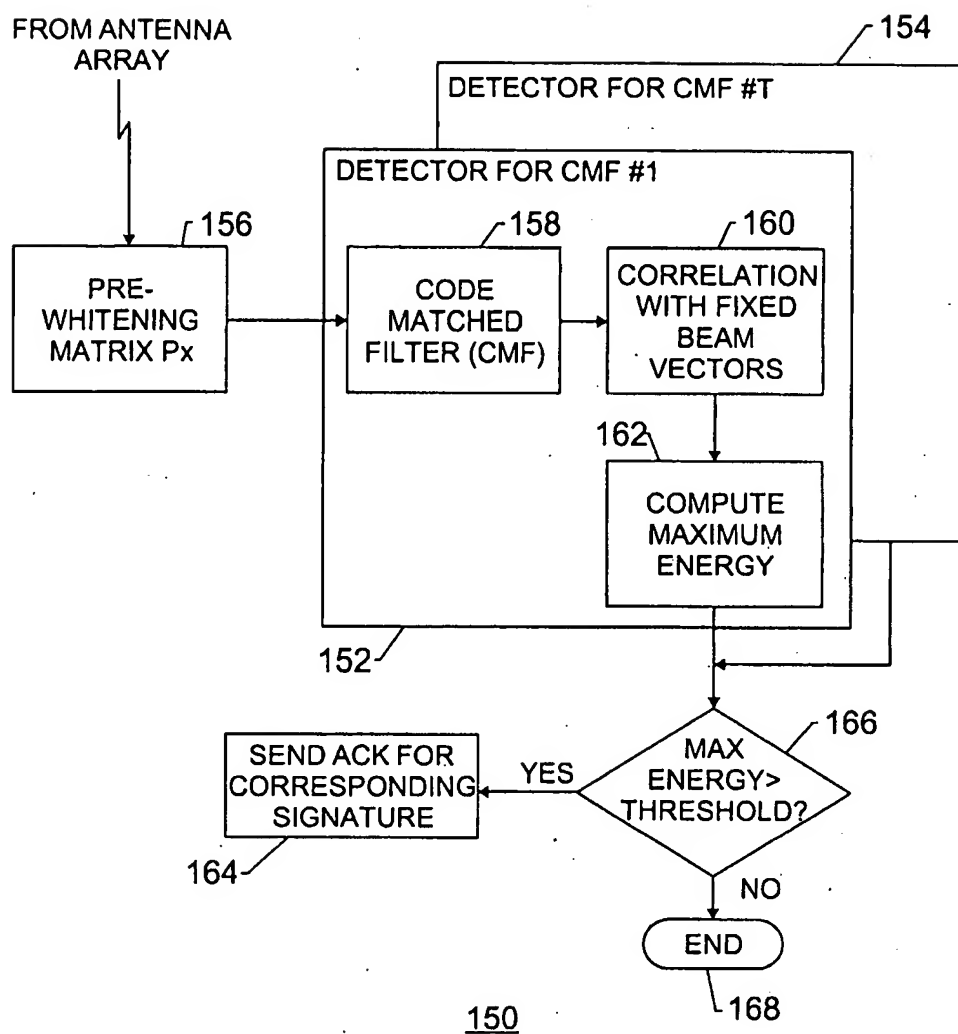 FROM ANTENNA
ARRAY
154
DETECTOR FOR CMF #T
DETECTOR FOR CMF #1
156
158
160
PRE-
WHITENING
MATRIX Px
CODE
MATCHED
FILTER (CMF)
CORRELATION
WITH FIXED
BEAM
VECTORS
162
COMPUTE
MAXIMUM
ENERGY
152
166
SEND ACK FOR
CORRESPONDING
SIGNATURE
YES
MAX
ENERGY>
THRESHOLD?
164
NO
END
168
150